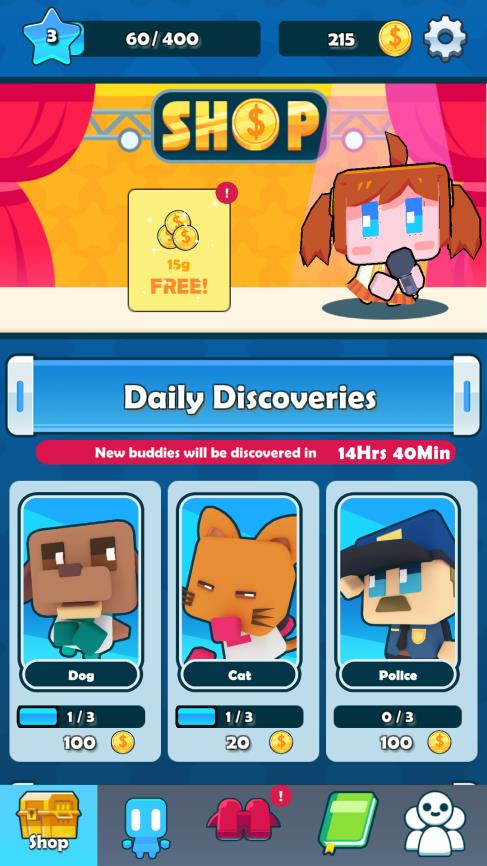 3
60/400
215
SHOP
!
15g
FREE!
Daily Discoveries
New buddies will be discovered in 14Hrs 40Min
Dog
Cat
Police
1/3
1/3
0/3
100
20
100
!
Shop